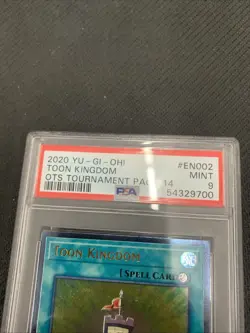 2020 YU-GI-OH! #EN002
TOON KINGDOM MINT
OTS TOURNAMENT PACK 14 9
PSA 54329700
Toon Kingdom
[Spell Card